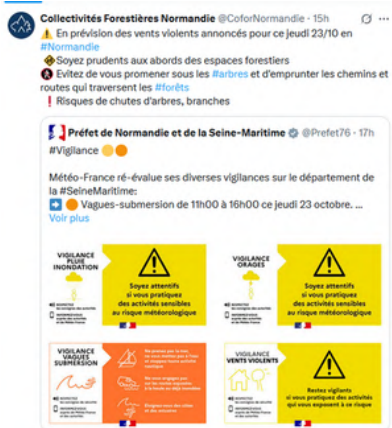 Collectivités Forestières Normandie @CoforNormandie · 15h
⚠️ En prévision des vents violents annoncés pour ce jeudi 23/10 en
#Normandie
Soyez prudents aux abords des espaces forestiers
Evitez de vous promener sous les #arbres et d'emprunter les chemins et
routes qui traversent les #forêts
❗ Risques de chutes d'arbres, branches
Préfet de Normandie et de la Seine-Maritime @Prefet76 · 17h
#Vigilance 🟡🟠
Météo-France ré-évalue ses diverses vigilances sur le département de
la #SeineMaritime:
➡️ 🟠 Vagues-submersion de 11h00 à 16h00 ce jeudi 23 octobre. ...
Voir plus
VIGILANCE
PLUIE
INONDATION
Soyez attentifs
si vous pratiquez
des activités sensibles
au risque météorologique
VIGILANCE
ORAGES
Soyez attentifs
si vous pratiquez
des activités sensibles
au risque météorologique
VIGILANCE
VAGUES
SUBMERSION
VIGILANCE
VENTS VIOLENTS
Restez vigilants
si vous pratiquez des activités
qui vous exposent à ce risque